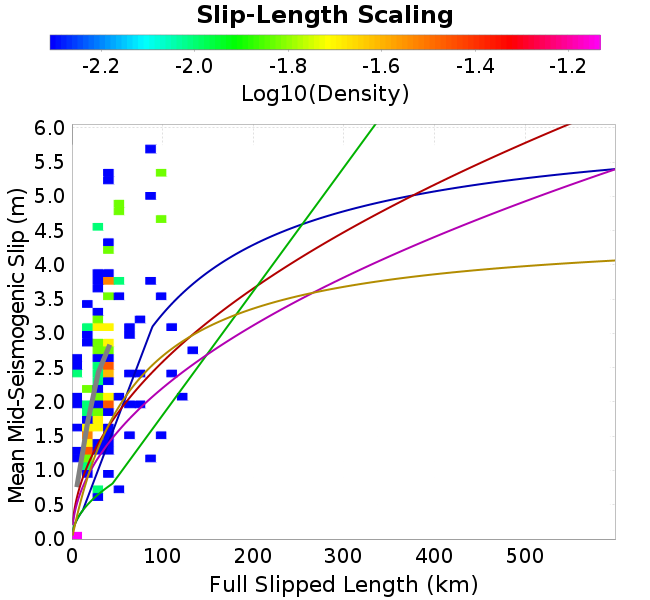 Slip-Length Scaling
-2.2 -2.0 -1.8 -1.6 -1.4 -1.2
Log10(Density)
Mean Mid-Seismogenic Slip (m)
6.0
5.5
5.0
4.5
4.0
3.5
3.0
2.5
2.0
1.5
1.0
0.5
0.0
0 100 200 300 400 500
Full Slipped Length (km)